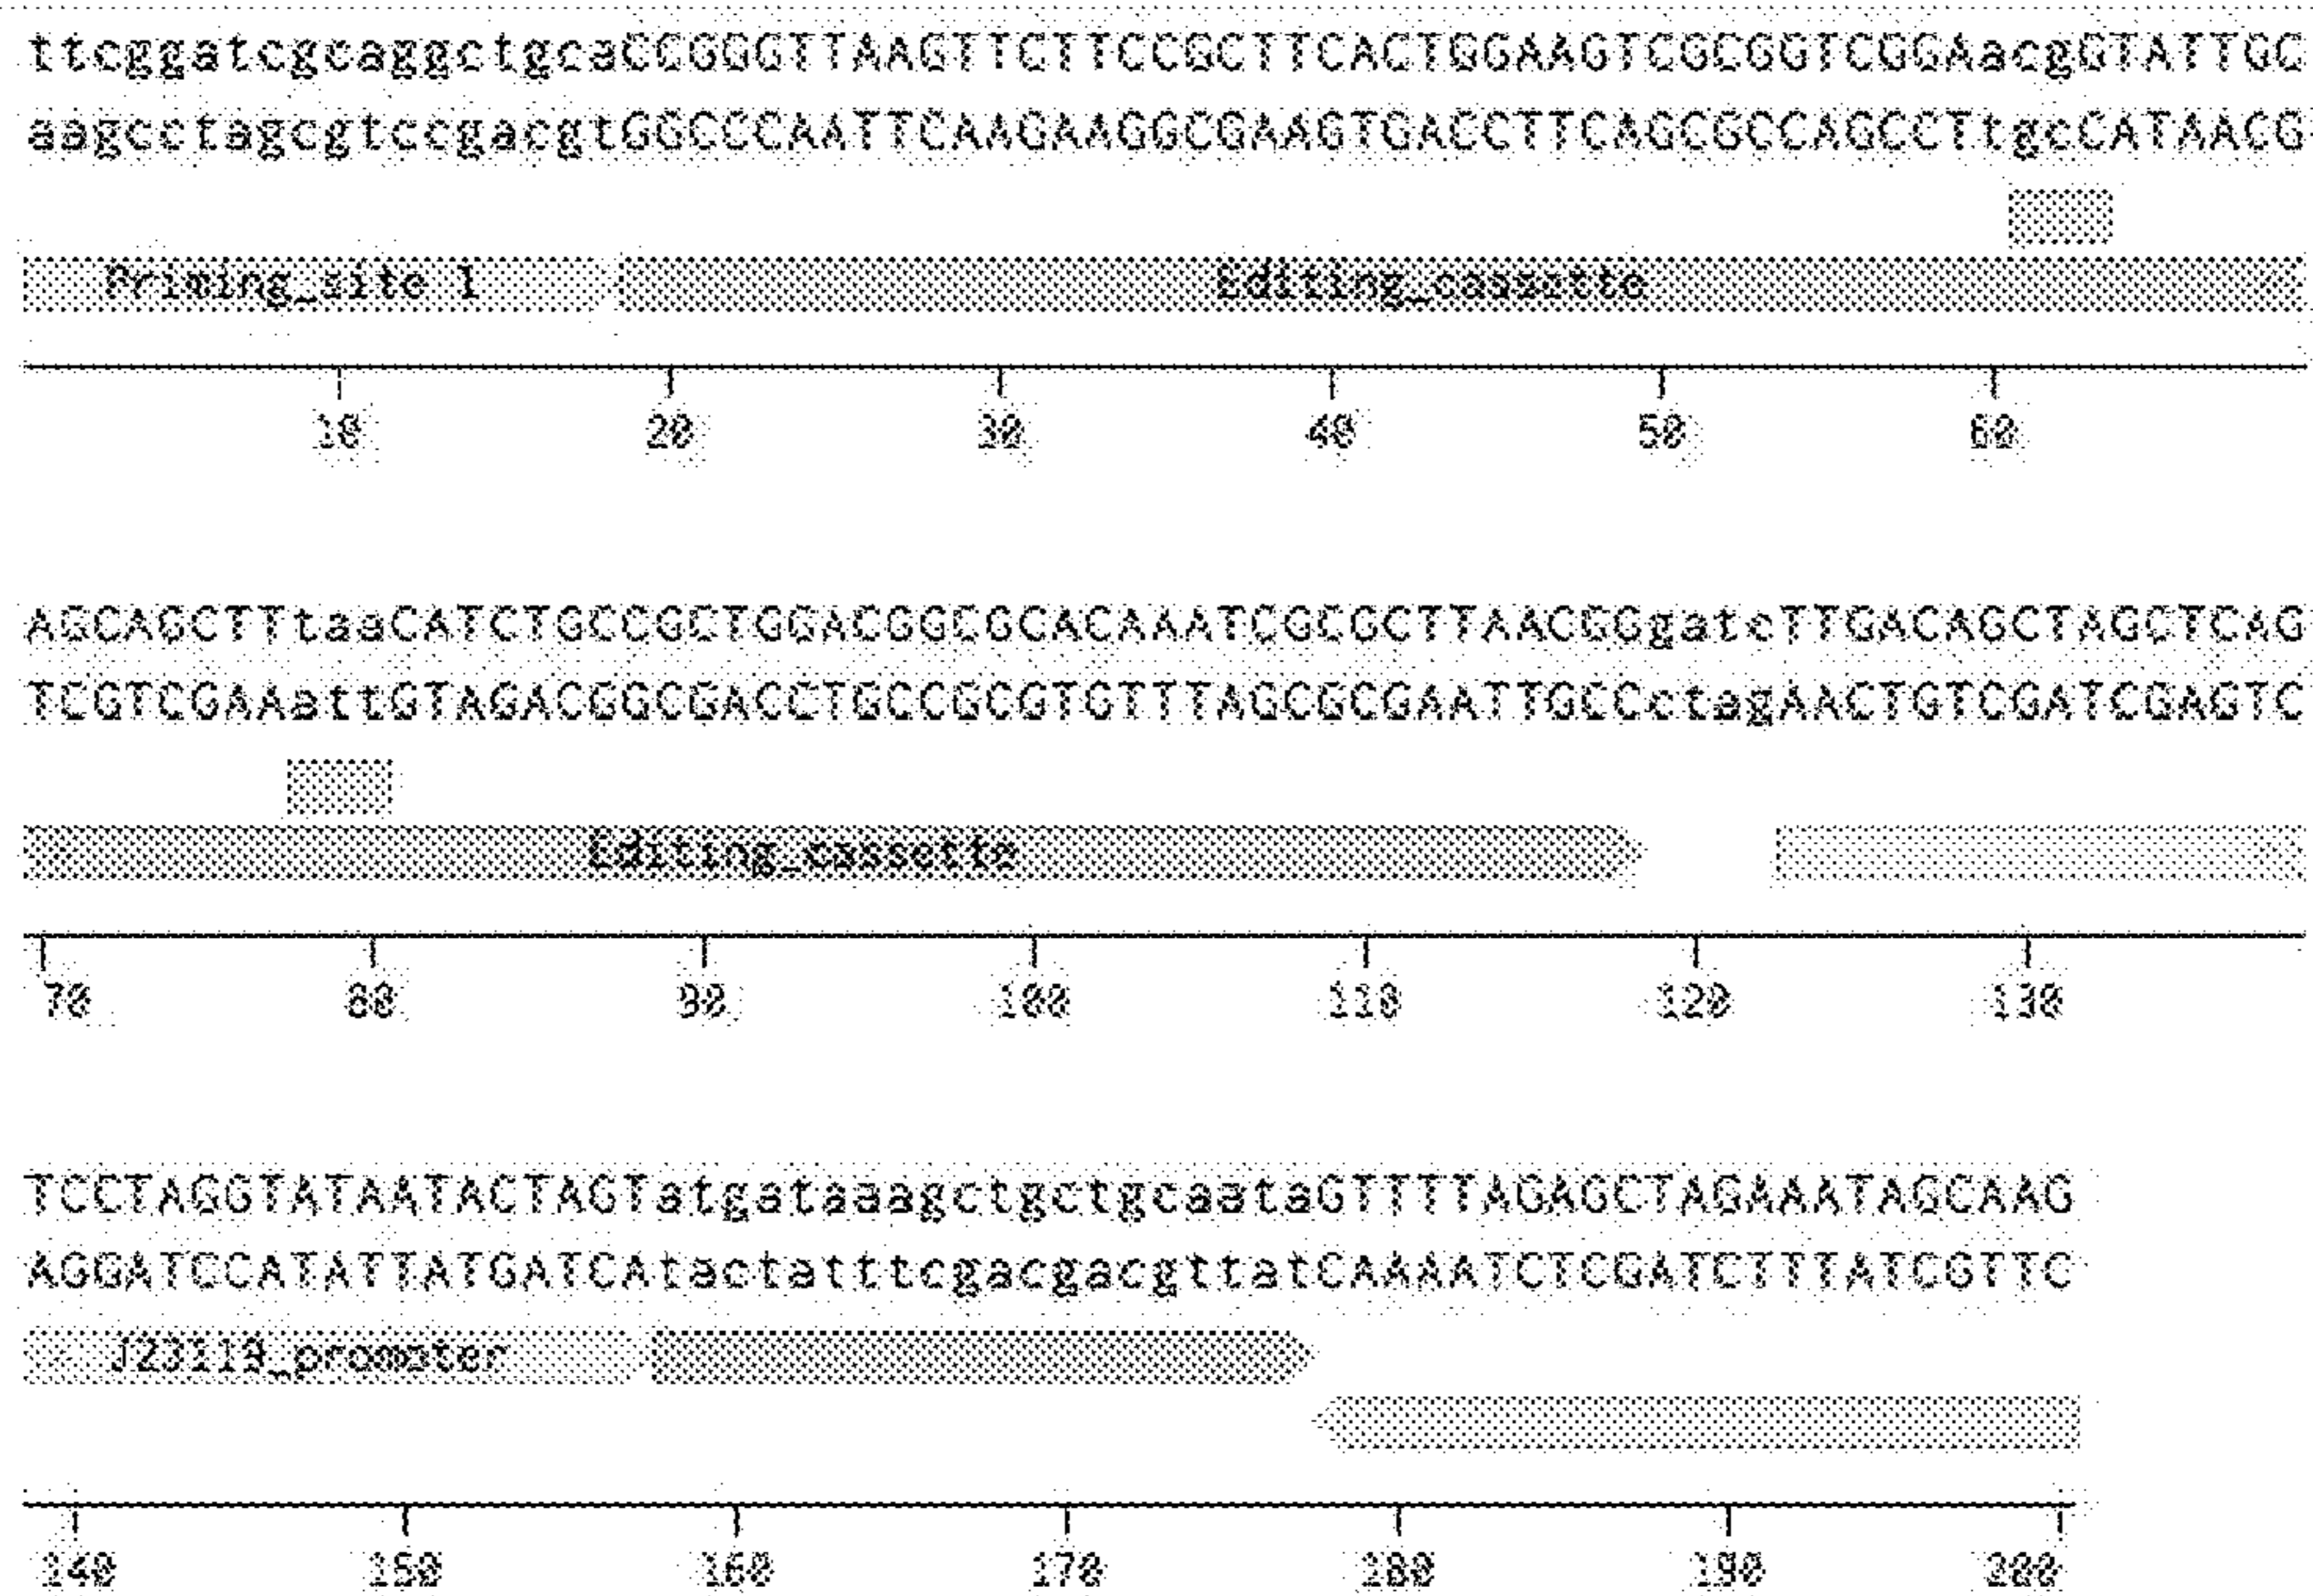 ttcggatcgcaggctgcaCCGGGTTAAGTTCTTCCGCTTCACTGGAAGTCGCGGTCGGAacgGTATTGC
aagcctagcgtccgacgtGGCCCAATTCAAGAAGGCGAAGTGACCTTCAGCGCCAGCCTtgcCATAACG
Priming_site 1 Editing_cassette
10 20 30 40 50 60
AGCAGCTTtaaCATCTGCCGCTGGACGGCGCACAAATCGCGCTTAACGGgatcTTGACAGCTAGCTCAG
TCGTCGAAattGTAGACGGCGACCTGCCGCGTGTTTAGCGCGAATTGCCctagAACTGTCGATCGAGTC
Editing_cassette
70 80 90 100 110 120 130
TCCTAGGTATAATACTAGTatgataaagctgctgcaataGTTTTAGAGCTAGAAATAGCAAG
AGGATCCATATTATGATCAtactatttcgacgacgttatCAAAATCTCGATCTTTATCGTTC
J23119_promoter
140 150 160 170 180 190 200